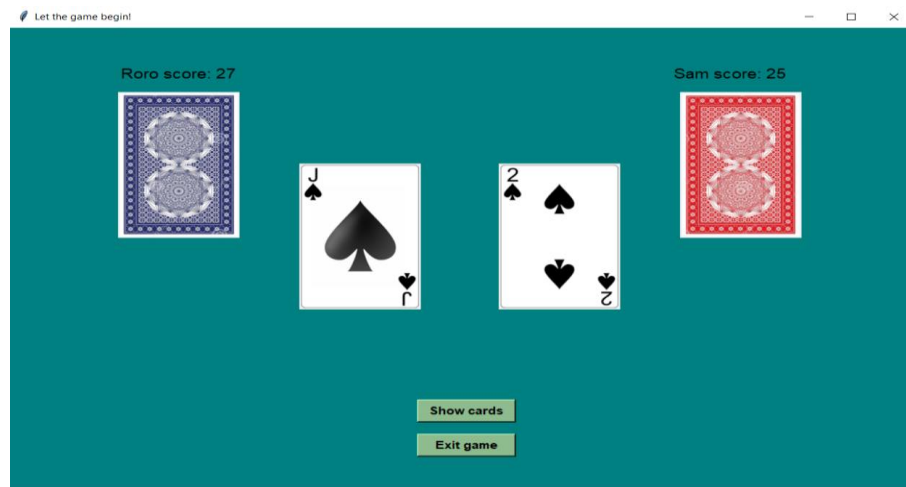 Let the game begin!
Roro score: 27
Sam score: 25
J
J
2
2
Show cards
Exit game